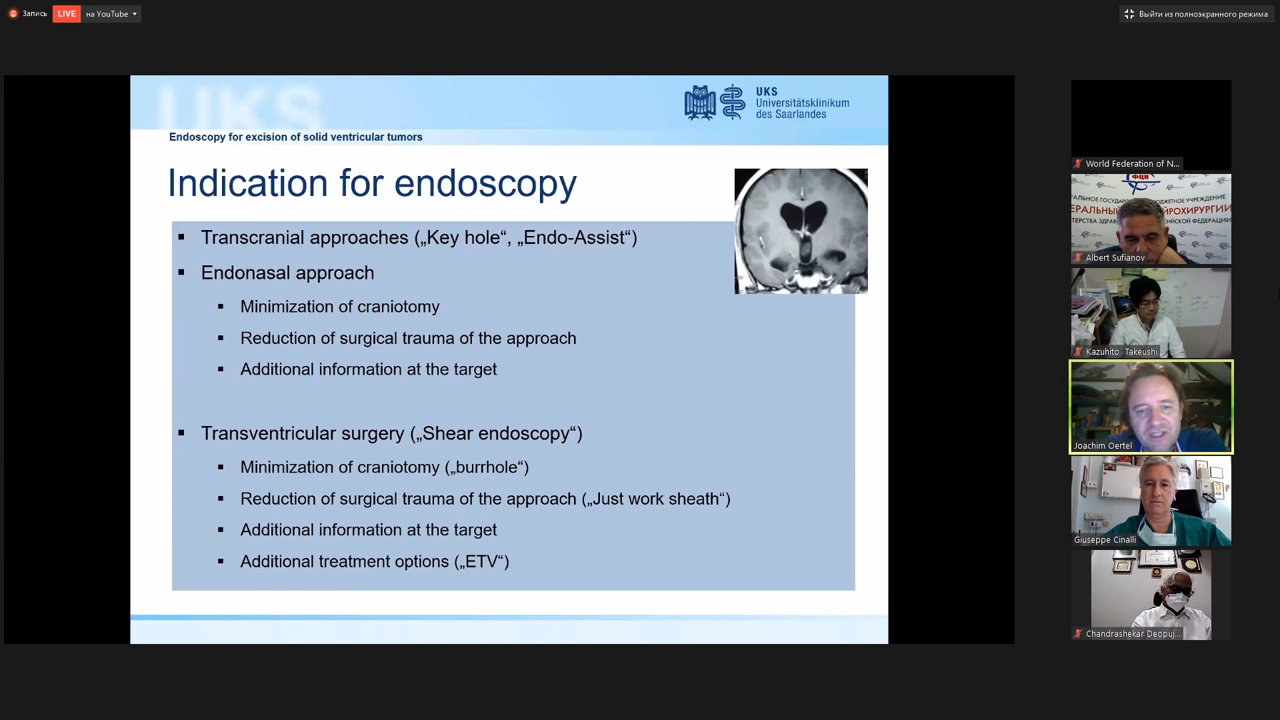 Запись
LIVE
на YouTube
Выйти из полноэкранного режима
UKS
UKS
Universitätsklinikum
des Saarlandes
Endoscopy for excision of solid ventricular tumors
Indication for endoscopy
Transcranial approaches („Key hole“, „Endo-Assist“)
Endonasal approach
Minimization of craniotomy
Reduction of surgical trauma of the approach
Additional information at the target
Transventricular surgery („Shear endoscopy“)
Minimization of craniotomy („burrhole“)
Reduction of surgical trauma of the approach („Just work sheath“)
Additional information at the target
Additional treatment options („ETV“)
World Federation of N...
ФЦН
Albert Sufianov
Kazuhito Takeushi
Joachim Oertel
Giuseppe Cinalli
Chandrashekar Deopuj...